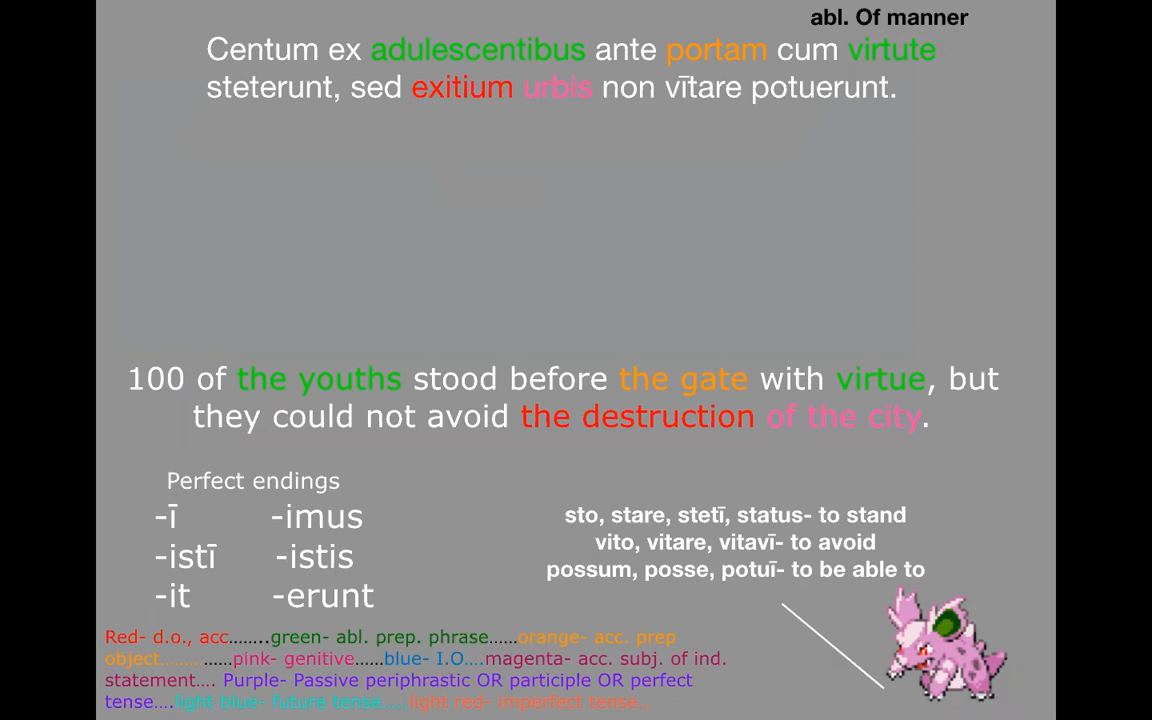 abl. Of manner
Centum ex adulescentibus ante portam cum virtute
steterunt, sed exitium urbis non vītare potuerunt.
100 of the youths stood before the gate with virtue, but
they could not avoid the destruction of the city.
Perfect endings
-ī -imus
-istī -istis
-it -erunt
sto, stare, stetī, status- to stand
vito, vitare, vitavī- to avoid
possum, posse, potuī- to be able to
Red- d.o., acc........green- abl. prep. phrase......orange- acc. prep
object...............pink- genitive......blue- I.O....magenta- acc. subj. of ind.
statement.... Purple- Passive periphrastic OR participle OR perfect
tense....light blue- future tense.....light red- imperfect tense...